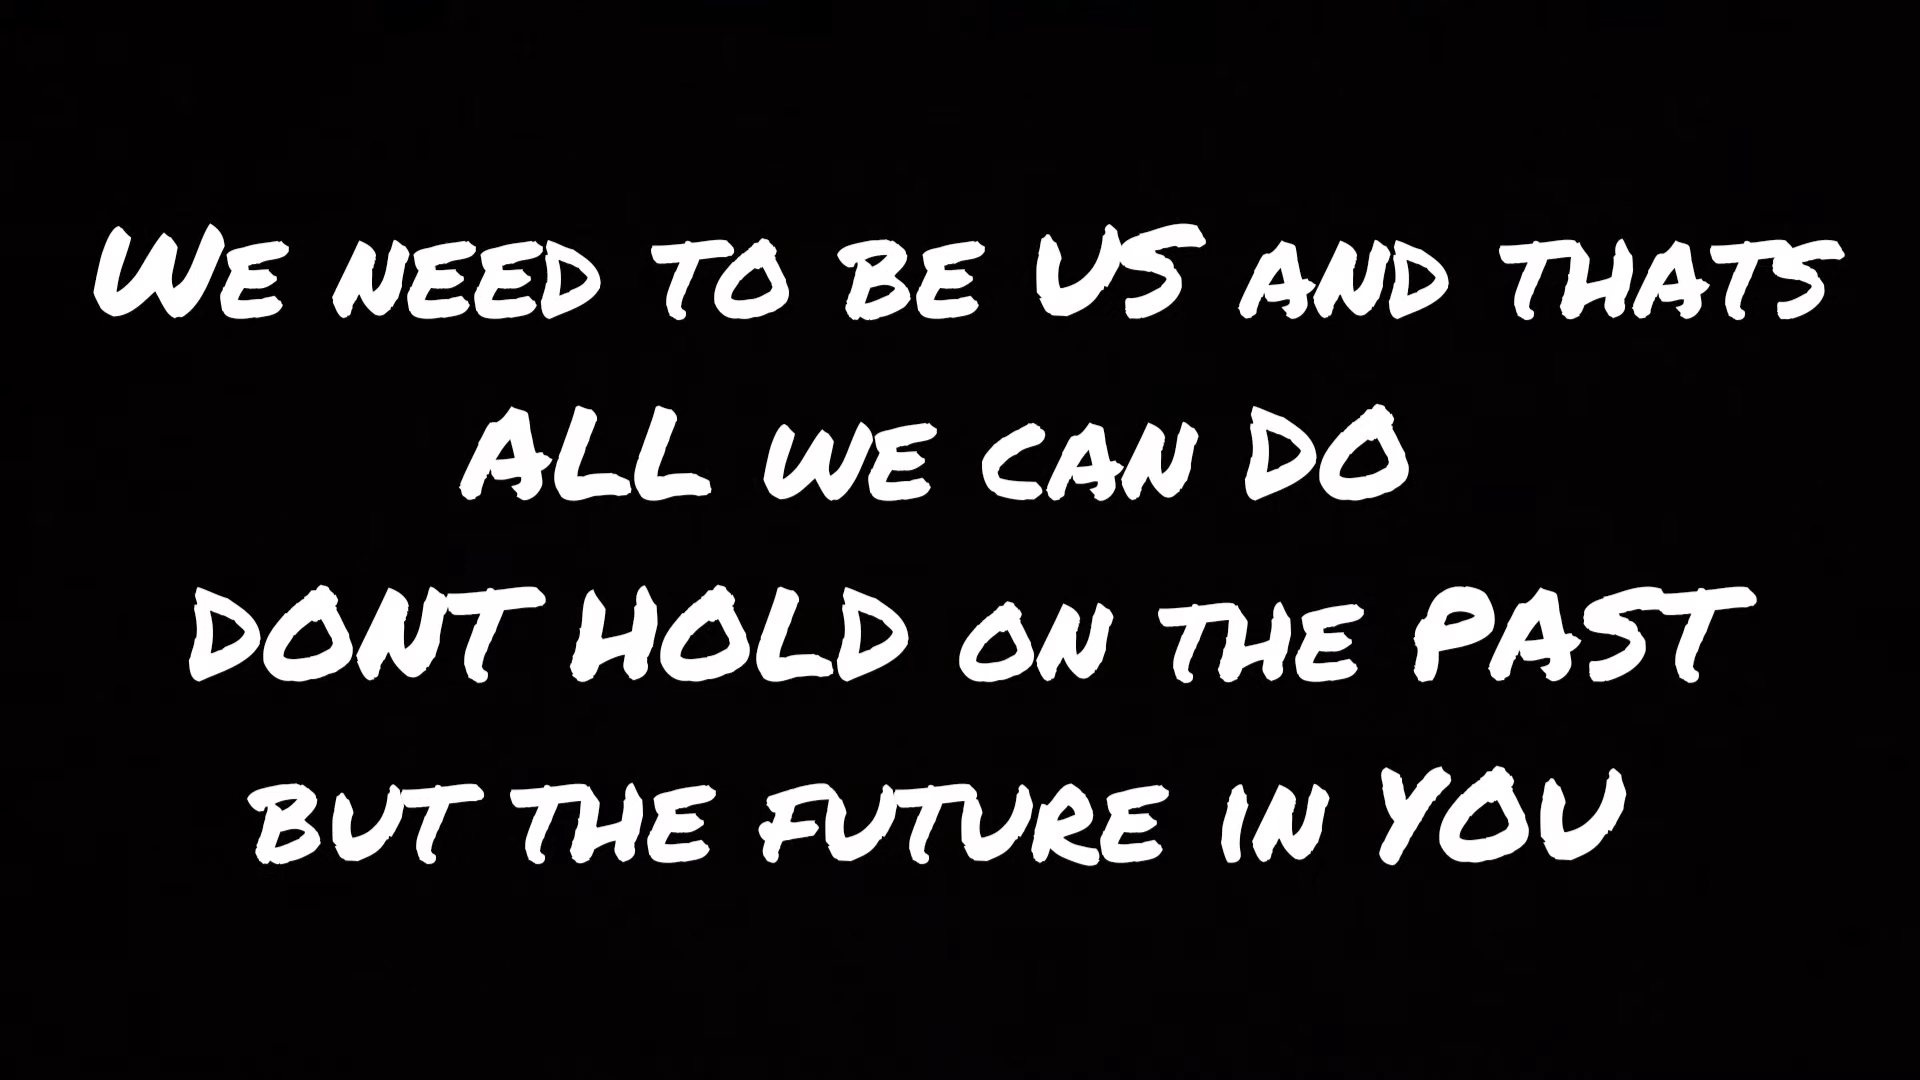 We need to be US and thats
ALL we can DO
DONT HOLD on the PAST
but the future in YOU